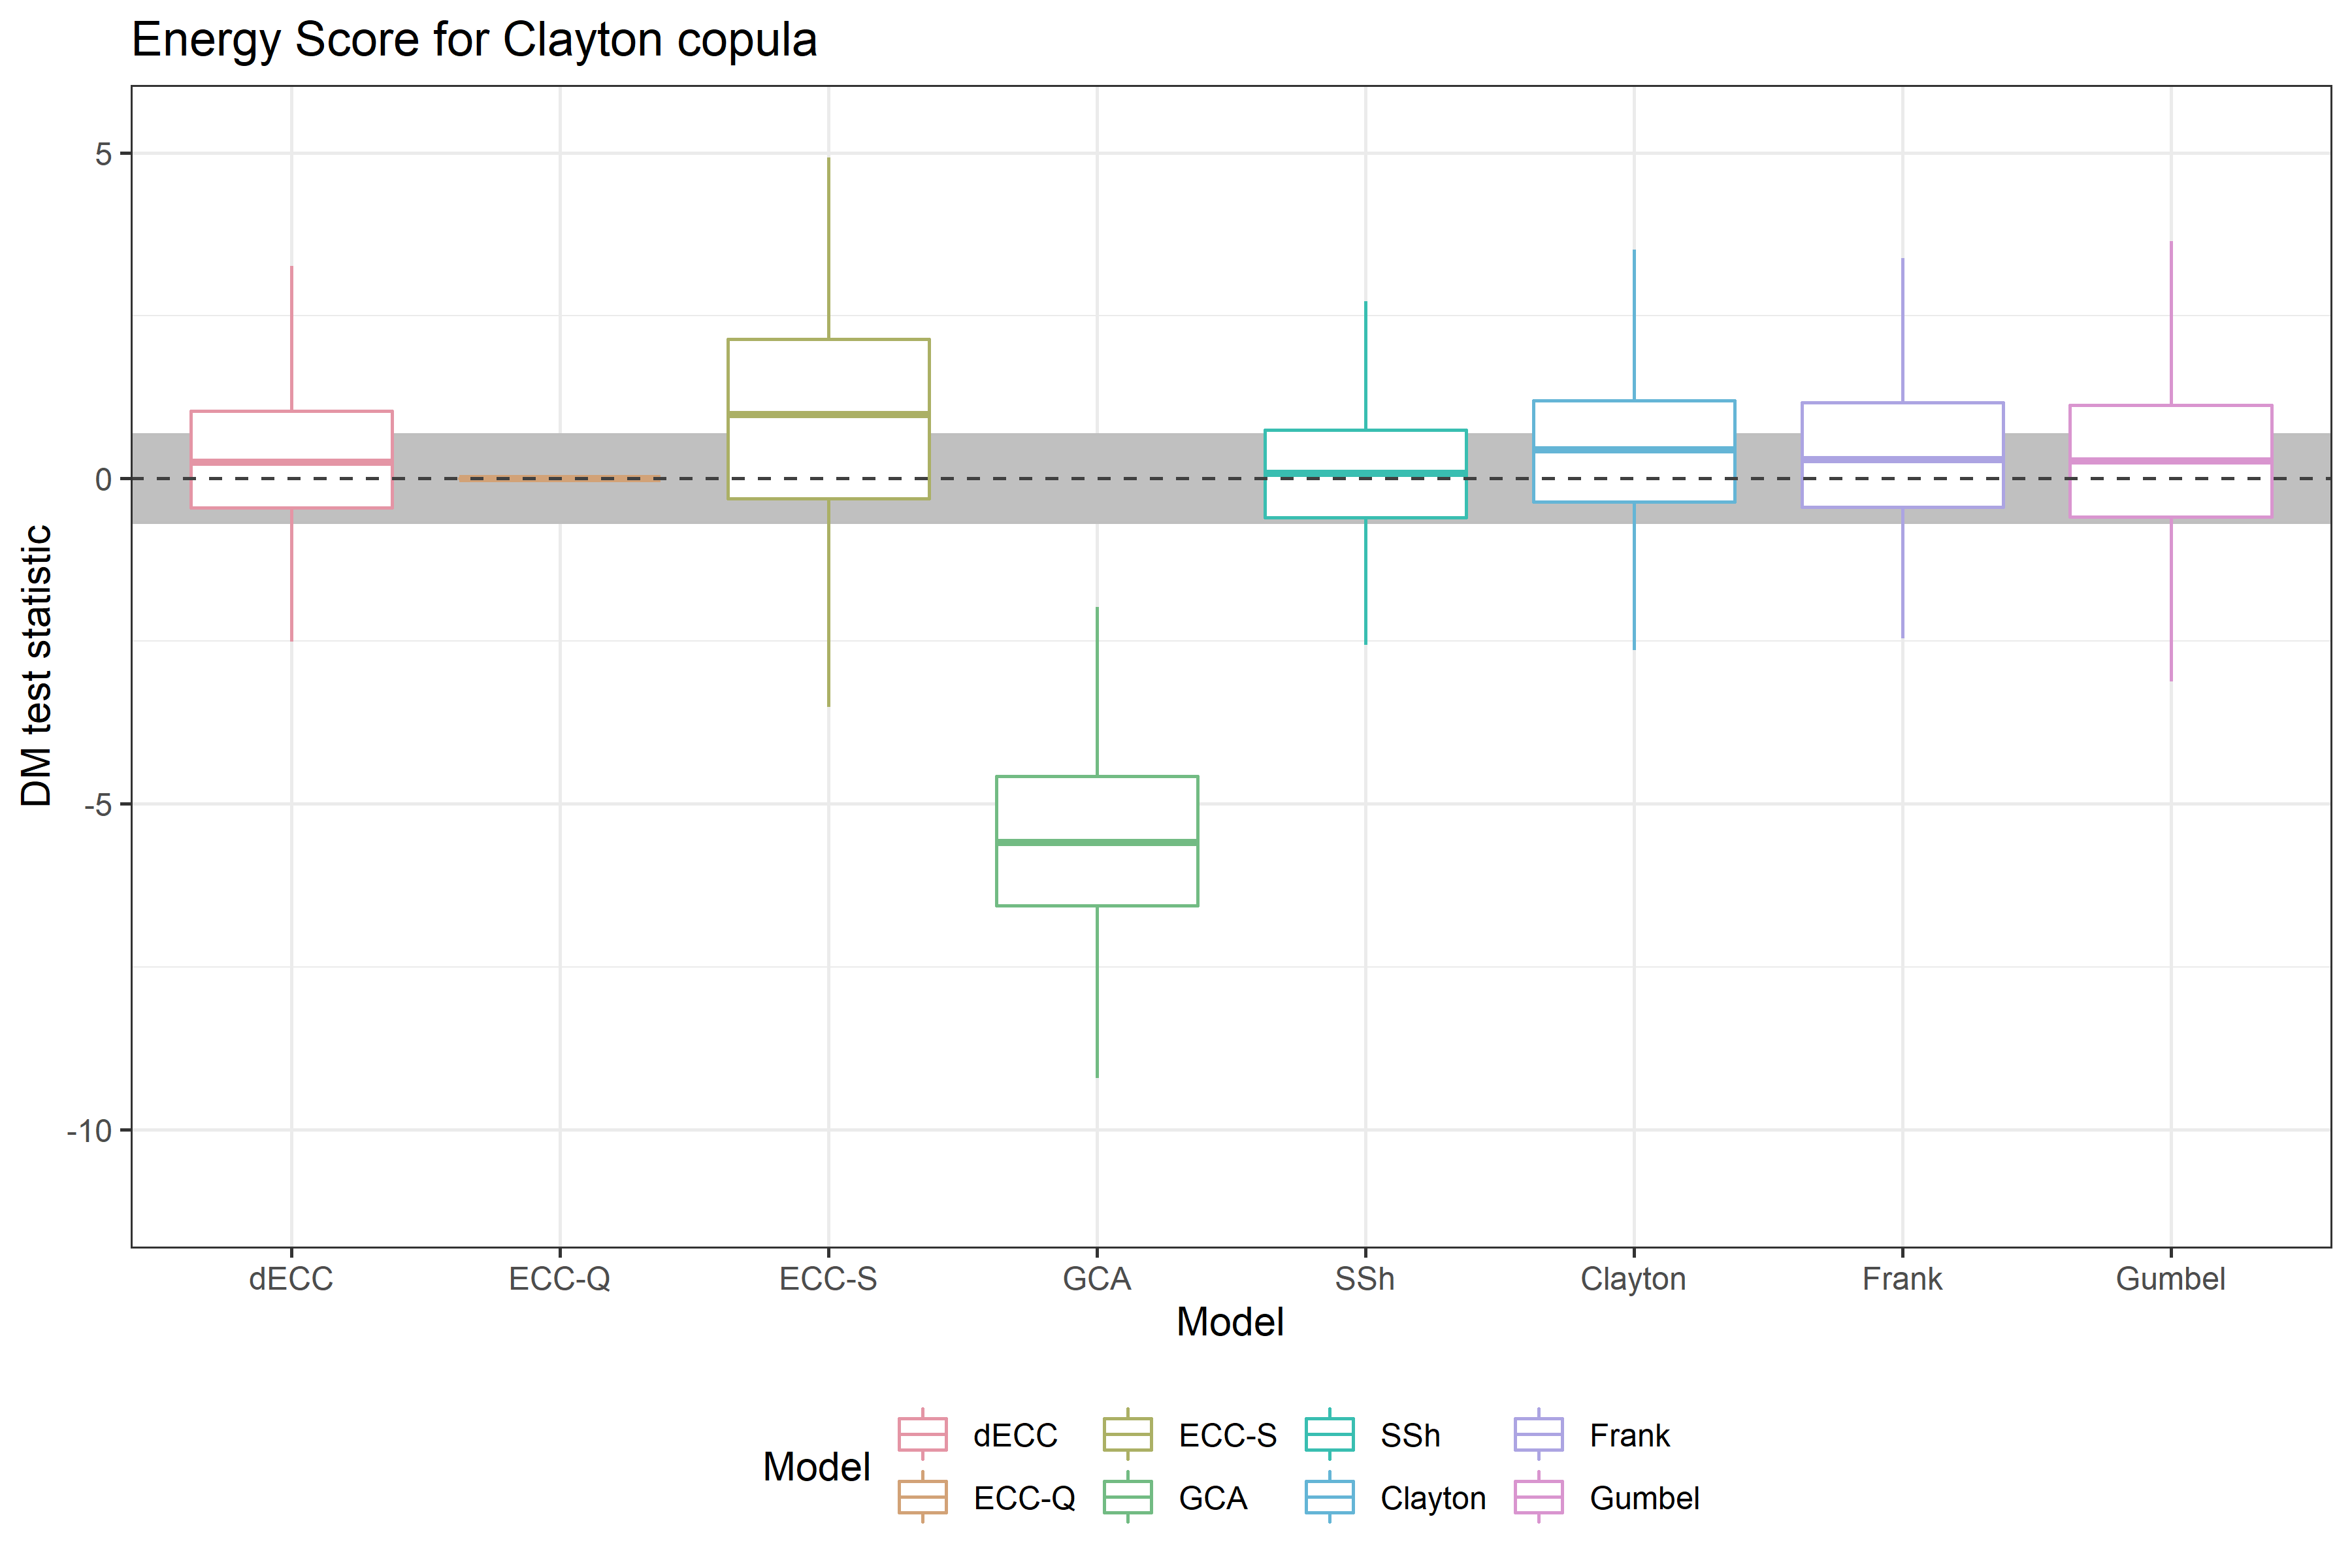 Energy Score for Clayton copula
DM test statistic
5
0
-5
-10
dECC ECC-Q ECC-S GCA SSh Clayton Frank Gumbel
Model
Model
dECC ECC-S SSh Frank
ECC-Q GCA Clayton Gumbel